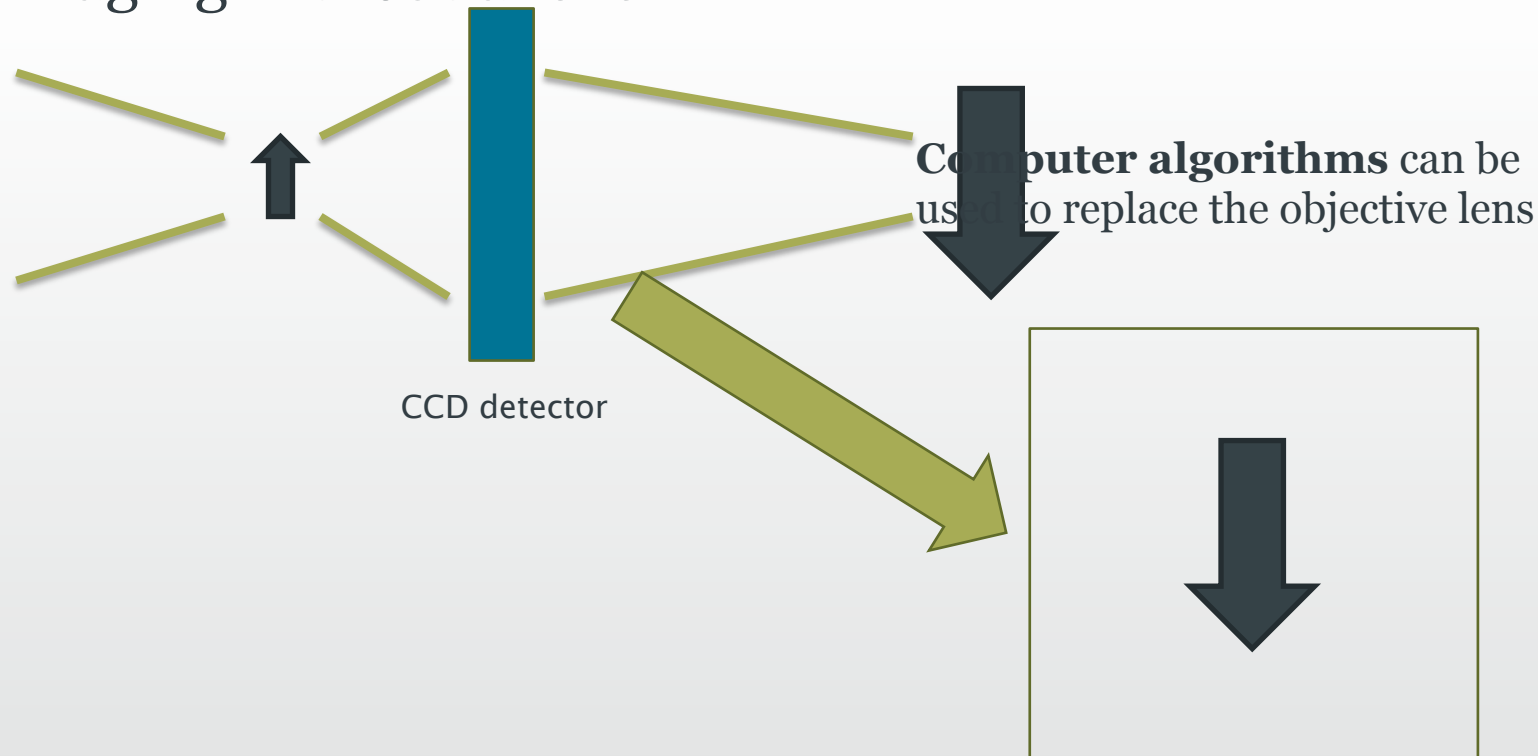 Computer algorithms can be
used to replace the objective lens
CCD detector